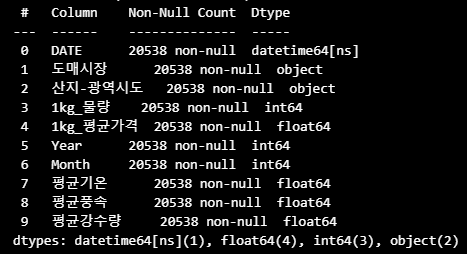 #   Column     Non-Null Count  Dtype
---  ------     --------------  -----
0   DATE       20538 non-null  datetime64[ns]
1   도매시장       20538 non-null  object
2   산지-광역시도   20538 non-null  object
3   1kg_물량     20538 non-null  int64
4   1kg_평균가격   20538 non-null  float64
5   Year       20538 non-null  int64
6   Month      20538 non-null  int64
7   평균기온       20538 non-null  float64
8   평균풍속       20538 non-null  float64
9   평균강수량      20538 non-null  float64
dtypes: datetime64[ns](1), float64(4), int64(3), object(2)